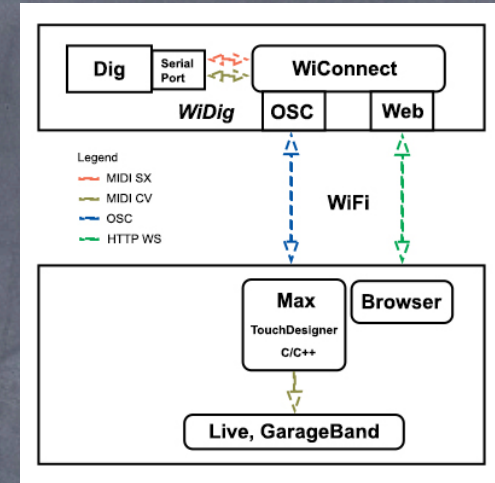 Dig
Serial
Port
WiConnect
WiDig
OSC
Web
Legend
MIDI SX
MIDI CV
OSC
HTTP WS
WiFi
Max
TouchDesigner
C/C++
Browser
Live, GarageBand